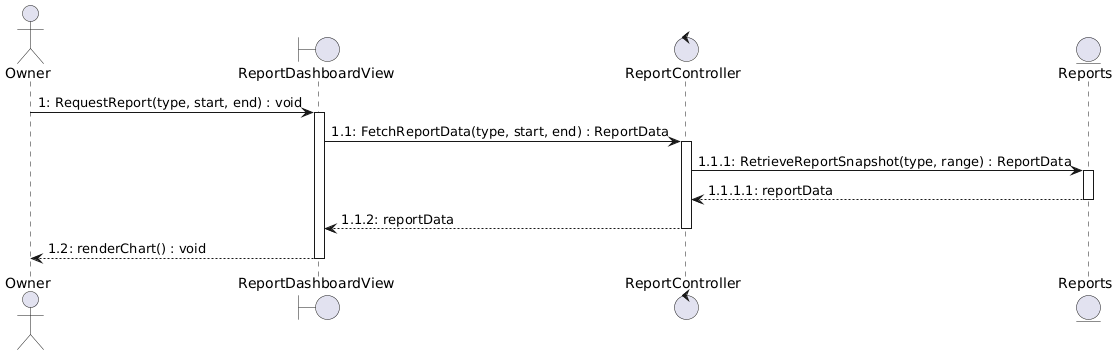 Owner
ReportDashboardView
ReportController
Reports
1: RequestReport(type, start, end) : void
1.1: FetchReportData(type, start, end) : ReportData
1.1.1: RetrieveReportSnapshot(type, range) : ReportData
1.1.1.1: reportData
1.1.2: reportData
1.2: renderChart() : void
Owner
ReportDashboardView
ReportController
Reports